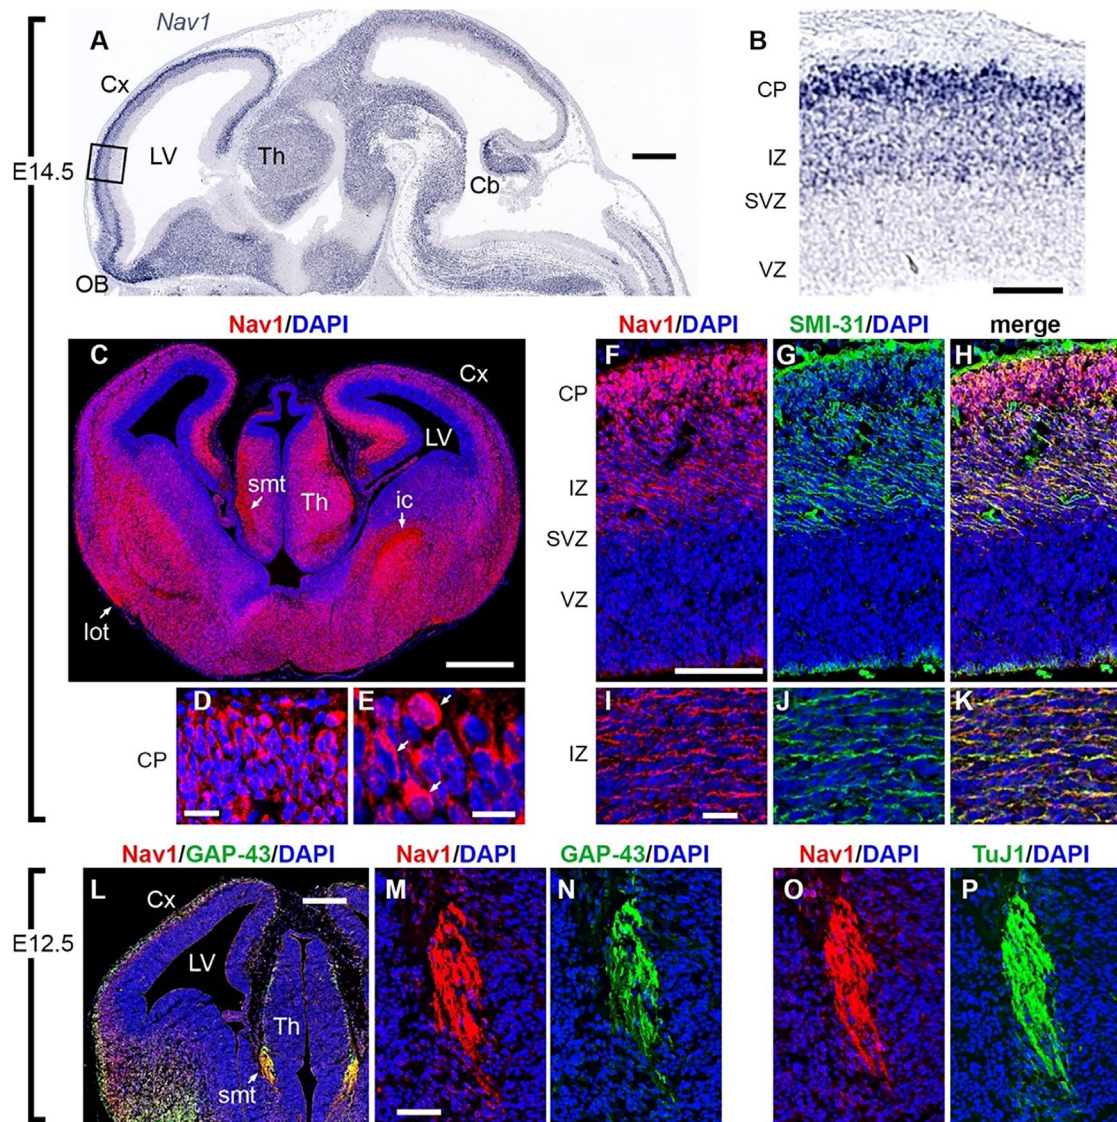 Nav1
A
Cx
LV
Th
Cb
OB
B
CP
IZ
SVZ
VZ
E14.5
Nav1/DAPI
C
Cx
LV
smt
Th
ic
lot
Nav1/DAPI SMI-31/DAPI merge
F G H
CP
IZ
SVZ
VZ
D E
CP
I J K
IZ
E12.5
Nav1/GAP-43/DAPI Nav1/DAPI GAP-43/DAPI Nav1/DAPI TuJ1/DAPI
L M N O P
Cx
LV
Th
smt